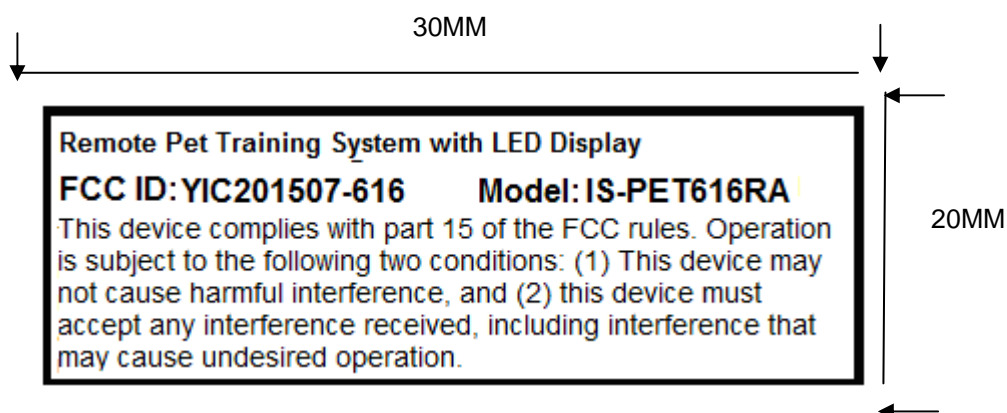 30MM
Remote Pet Training System with LED Display
FCC ID: YIC201507-616 Model: IS-PET616RA
20MM
This device complies with part 15 of the FCC rules. Operation
is subject to the following two conditions: (1) This device may
not cause harmful interference, and (2) this device must
accept any interference received, including interference that
may cause undesired operation.